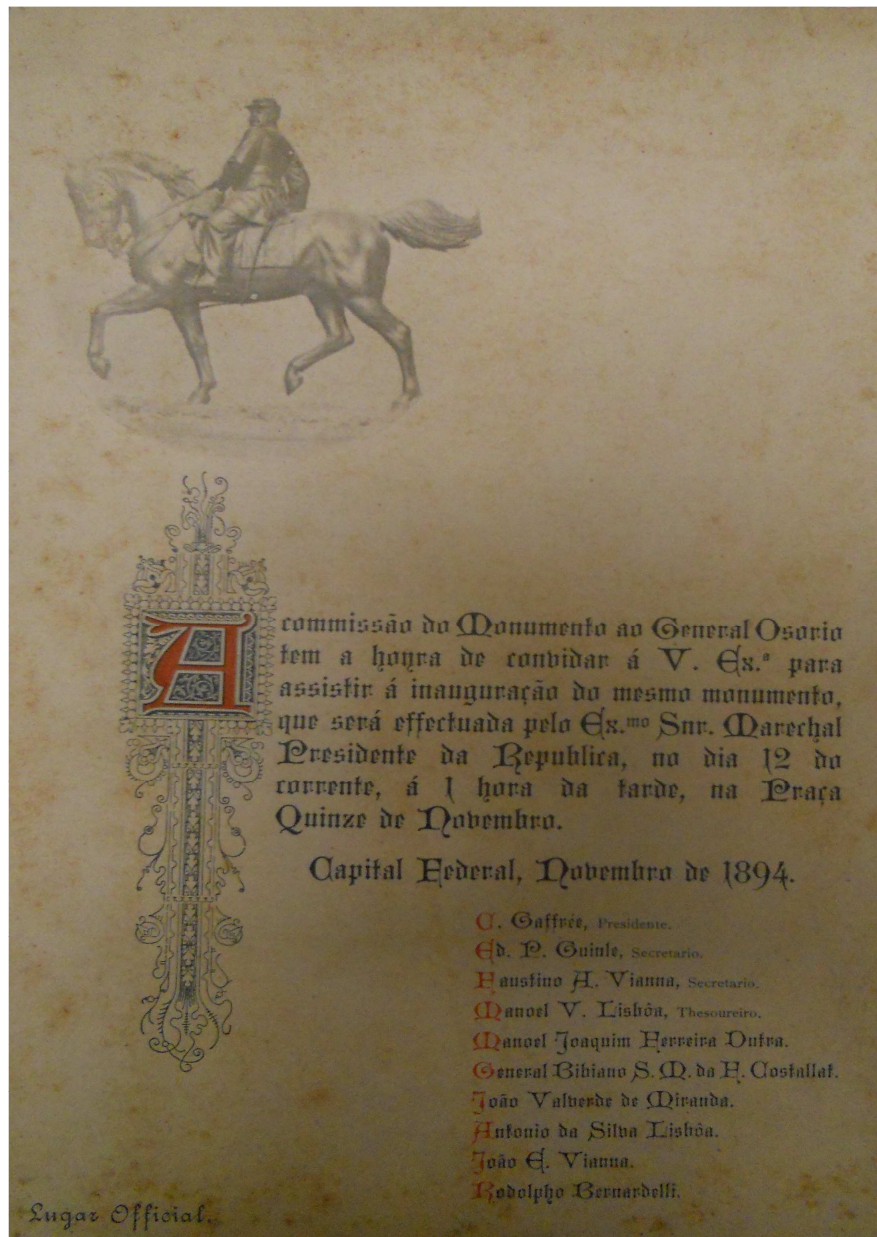 A commissão do Monumento ao General Osorio
tem a honra de convidar á V. Ex.ª para
assistir á inauguração do mesmo monumento,
que será effectuada pelo Ex.mo Snr. Marechal
Presidente da Republica, no dia 12 do
corrente, á 1 hora da tarde, na Praça
Quinze de Novembro.
Capital Federal, Novembro de 1894.
C. Gaffrée, Presidente.
Ed. P. Guinle, Secretario.
Faustino A. Vianna, Secretario.
Manoel V. Lisbôa, Thesoureiro.
Manoel Joaquim Ferreira Dutra.
General Bibiano S. M. da F. Costallat.
João Valverde de Miranda.
Antonio da Silva Lisbôa.
João E. Vianna.
Rodolpho Bernardelli.
Lugar Official.